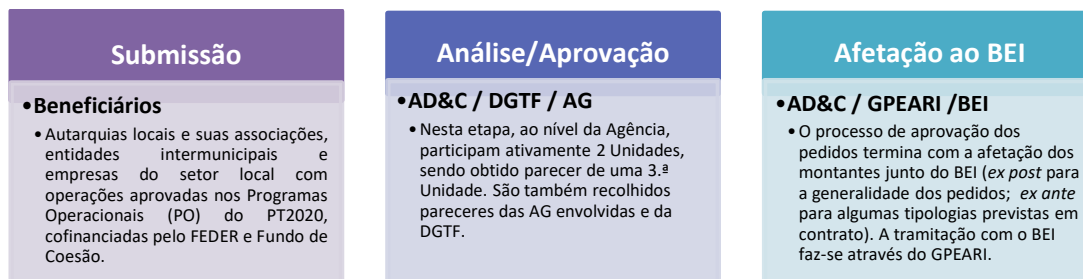 Submissão
•Beneficiários
•Autarquias locais e suas associações,
entidades intermunicipais e
empresas do setor local com
operações aprovadas nos Programas
Operacionais (PO) do PT2020,
cofinanciadas pelo FEDER e Fundo de
Coesão.
Análise/Aprovação
•AD&C / DGTF / AG
•Nesta etapa, ao nível da Agência,
participam ativamente 2 Unidades,
sendo obtido parecer de uma 3.ª
Unidade. São também recolhidos
pareceres das AG envolvidas e da
DGTF.
Afetação ao BEI
•AD&C / GPEARI /BEI
•O processo de aprovação dos
pedidos termina com a afetação dos
montantes junto do BEI (ex post para
a generalidade dos pedidos; ex ante
para algumas tipologias previstas em
contrato). A tramitação com o BEI
faz-se através do GPEARI.